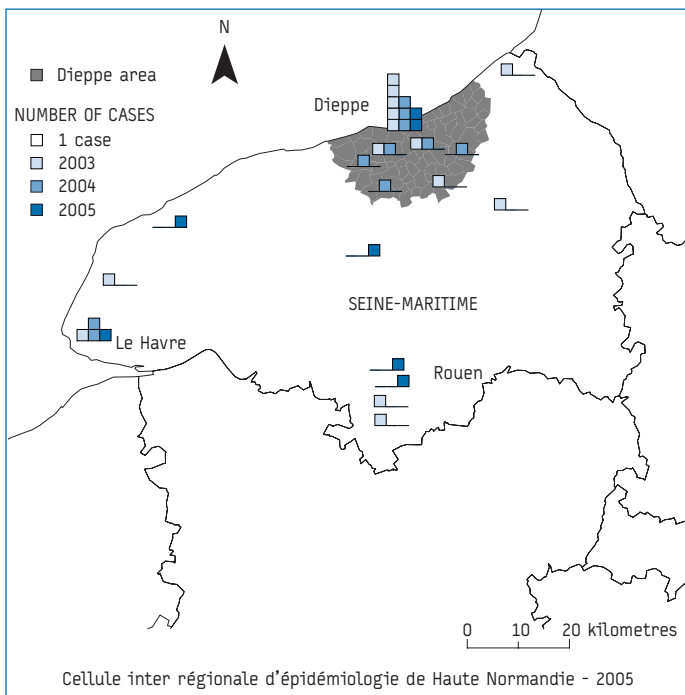 N
Dieppe area
Dieppe
NUMBER OF CASES
1 case
2003
2004
2005
SEINE-MARITIME
Le Havre
Rouen
0 10 20 kilometres
Cellule inter régionale d'épidémiologie de Haute Normandie - 2005